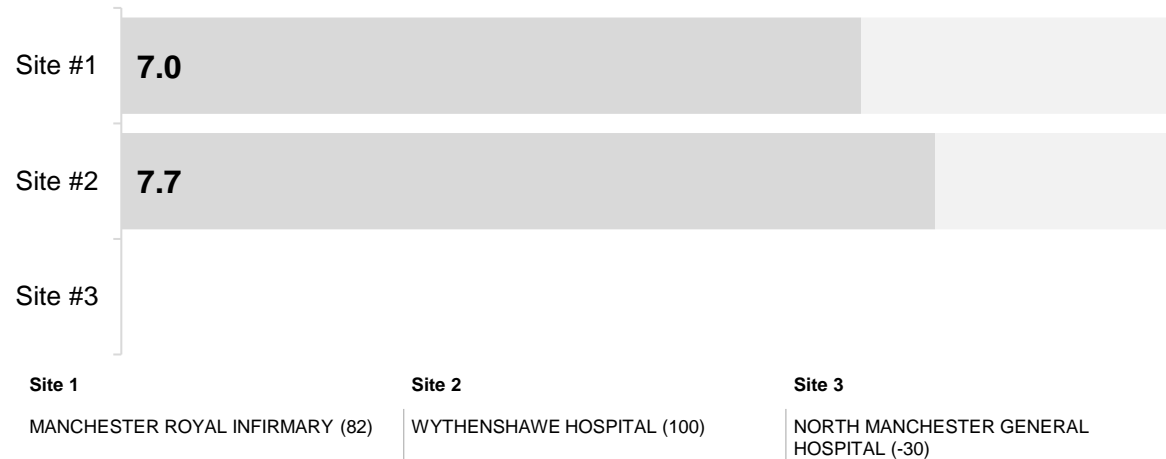 Site #1
7.0
Site #2
7.7
Site #3
Site 1
MANCHESTER ROYAL INFIRMARY (82)
Site 2
WYTHENSHAWE HOSPITAL (100)
Site 3
NORTH MANCHESTER GENERAL
HOSPITAL (-30)